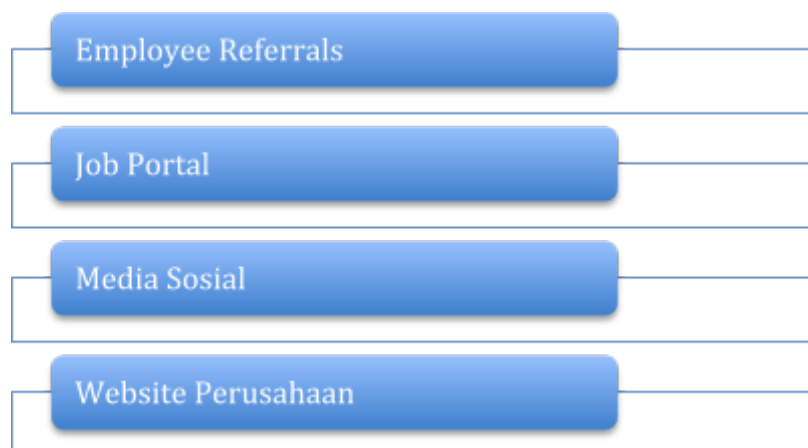 Employee Referrals
Job Portal
Media Sosial
Website Perusahaan